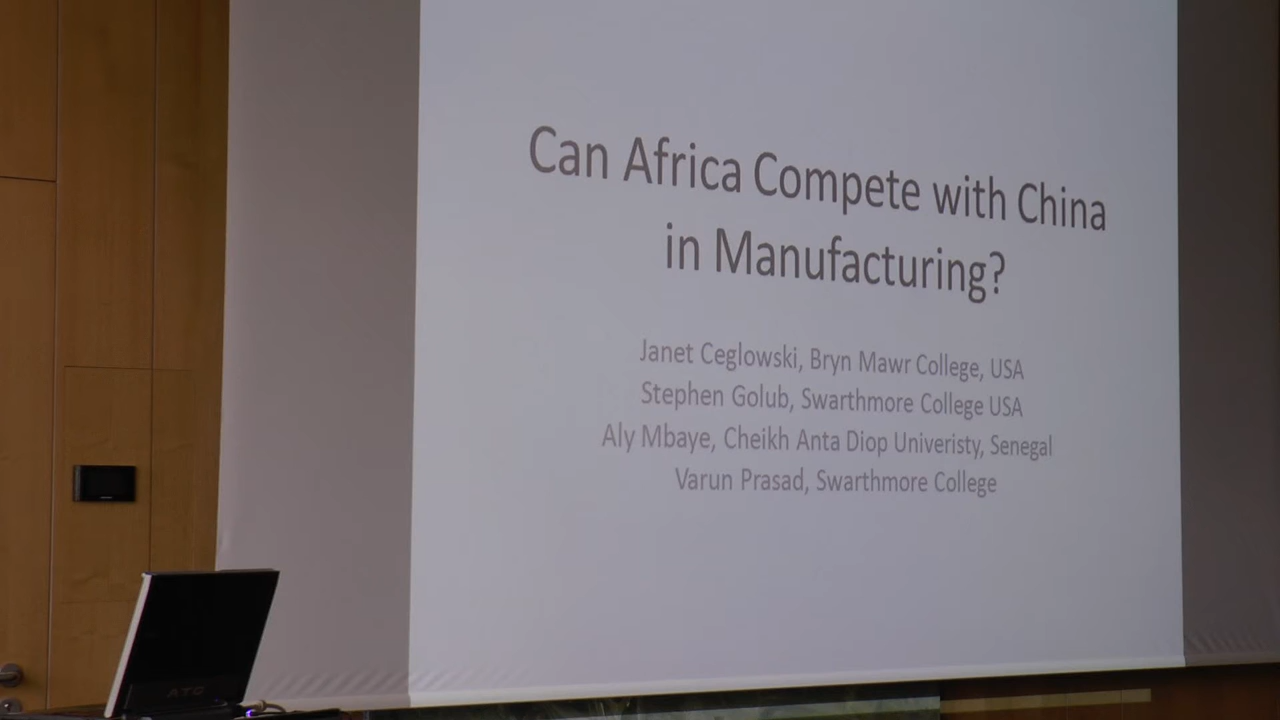 Can Africa Compete with China
in Manufacturing?
Janet Ceglowski, Bryn Mawr College, USA
Stephen Golub, Swarthmore College USA
Aly Mbaye, Cheikh Anta Diop Univeristy, Senegal
Varun Prasad, Swarthmore College
ATG